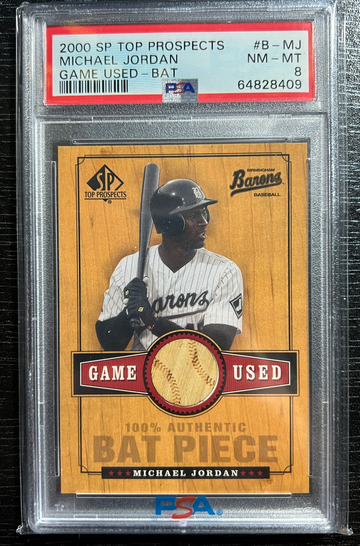 2000 SP TOP PROSPECTS #B-MJ
MICHAEL JORDAN NM-MT
GAME USED-BAT 8
PSA 64828409
SP
TOP PROSPECTS
BIRMINGHAM
Barons
BASEBALL
Barons
GAME USED
100% AUTHENTIC
BAT PIECE
★★★MICHAEL JORDAN★★★
PSA